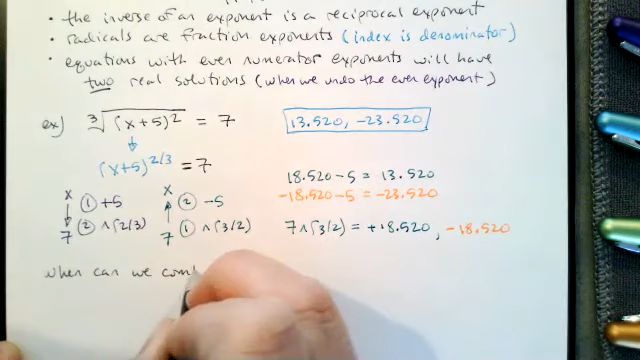 • the inverse of an exponent is a reciprocal exponent
• radicals are fraction exponents (index is denominator)
• equations with even numerator exponents will have
two real solutions (when we undo the even exponent)
ex) ∛(x+5)² = 7 13.520, -23.520
(x+5)^2/3 = 7
18.520-5 = 13.520
-18.520-5 = -23.520
x ① +5 x ② -5
7 ② ^(2/3) 7 ① ^(3/2) 7^(3/2) = +18.520, -18.520
when can we com